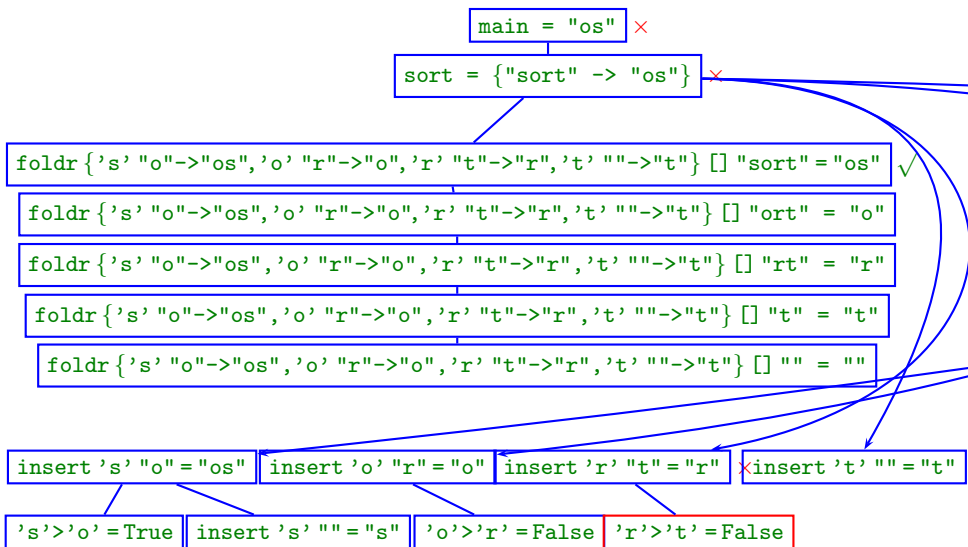 main = "os" ×
sort = {"sort" -> "os"} ×
foldr {'s' "o"->"os",'o' "r"->"o",'r' "t"->"r",'t' ""->"t"} [] "sort" = "os" √
foldr {'s' "o"->"os",'o' "r"->"o",'r' "t"->"r",'t' ""->"t"} [] "ort" = "o"
foldr {'s' "o"->"os",'o' "r"->"o",'r' "t"->"r",'t' ""->"t"} [] "rt" = "r"
foldr {'s' "o"->"os",'o' "r"->"o",'r' "t"->"r",'t' ""->"t"} [] "t" = "t"
foldr {'s' "o"->"os",'o' "r"->"o",'r' "t"->"r",'t' ""->"t"} [] "" = ""
insert 's' "o" = "os" insert 'o' "r" = "o" insert 'r' "t" = "r" × insert 't' "" = "t"
's'>'o' = True insert 's' "" = "s" 'o'>'r' = False 'r'>'t' = False